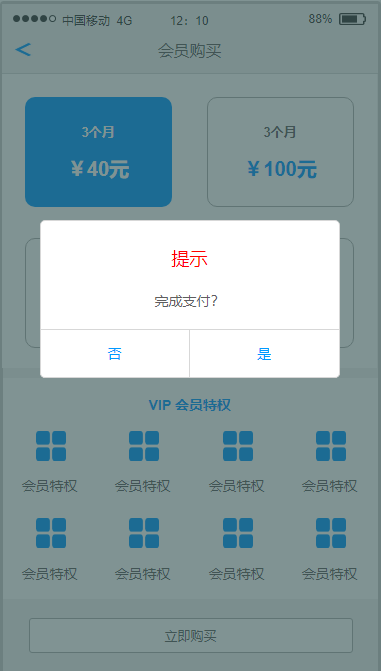 中国移动 4G 12：10 88%
<
会员购买
3个月 3个月
￥40元 ￥100元
提示
完成支付?
否 是
VIP 会员特权
会员特权 会员特权 会员特权 会员特权
会员特权 会员特权 会员特权 会员特权
立即购买